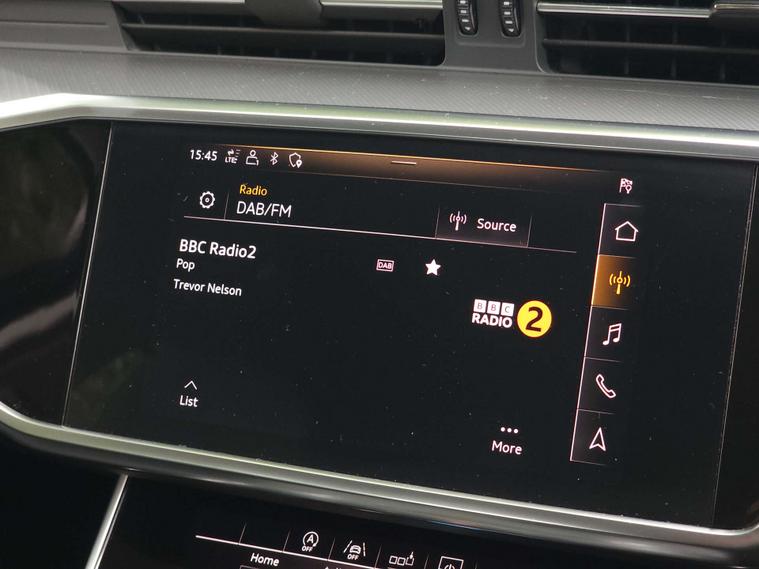 15:45 LTE 1
Radio
DAB/FM
Source
BBC Radio2
Pop
DAB
Trevor Nelson
BBC
RADIO 2
List
More
A
OFF
OFF
Home